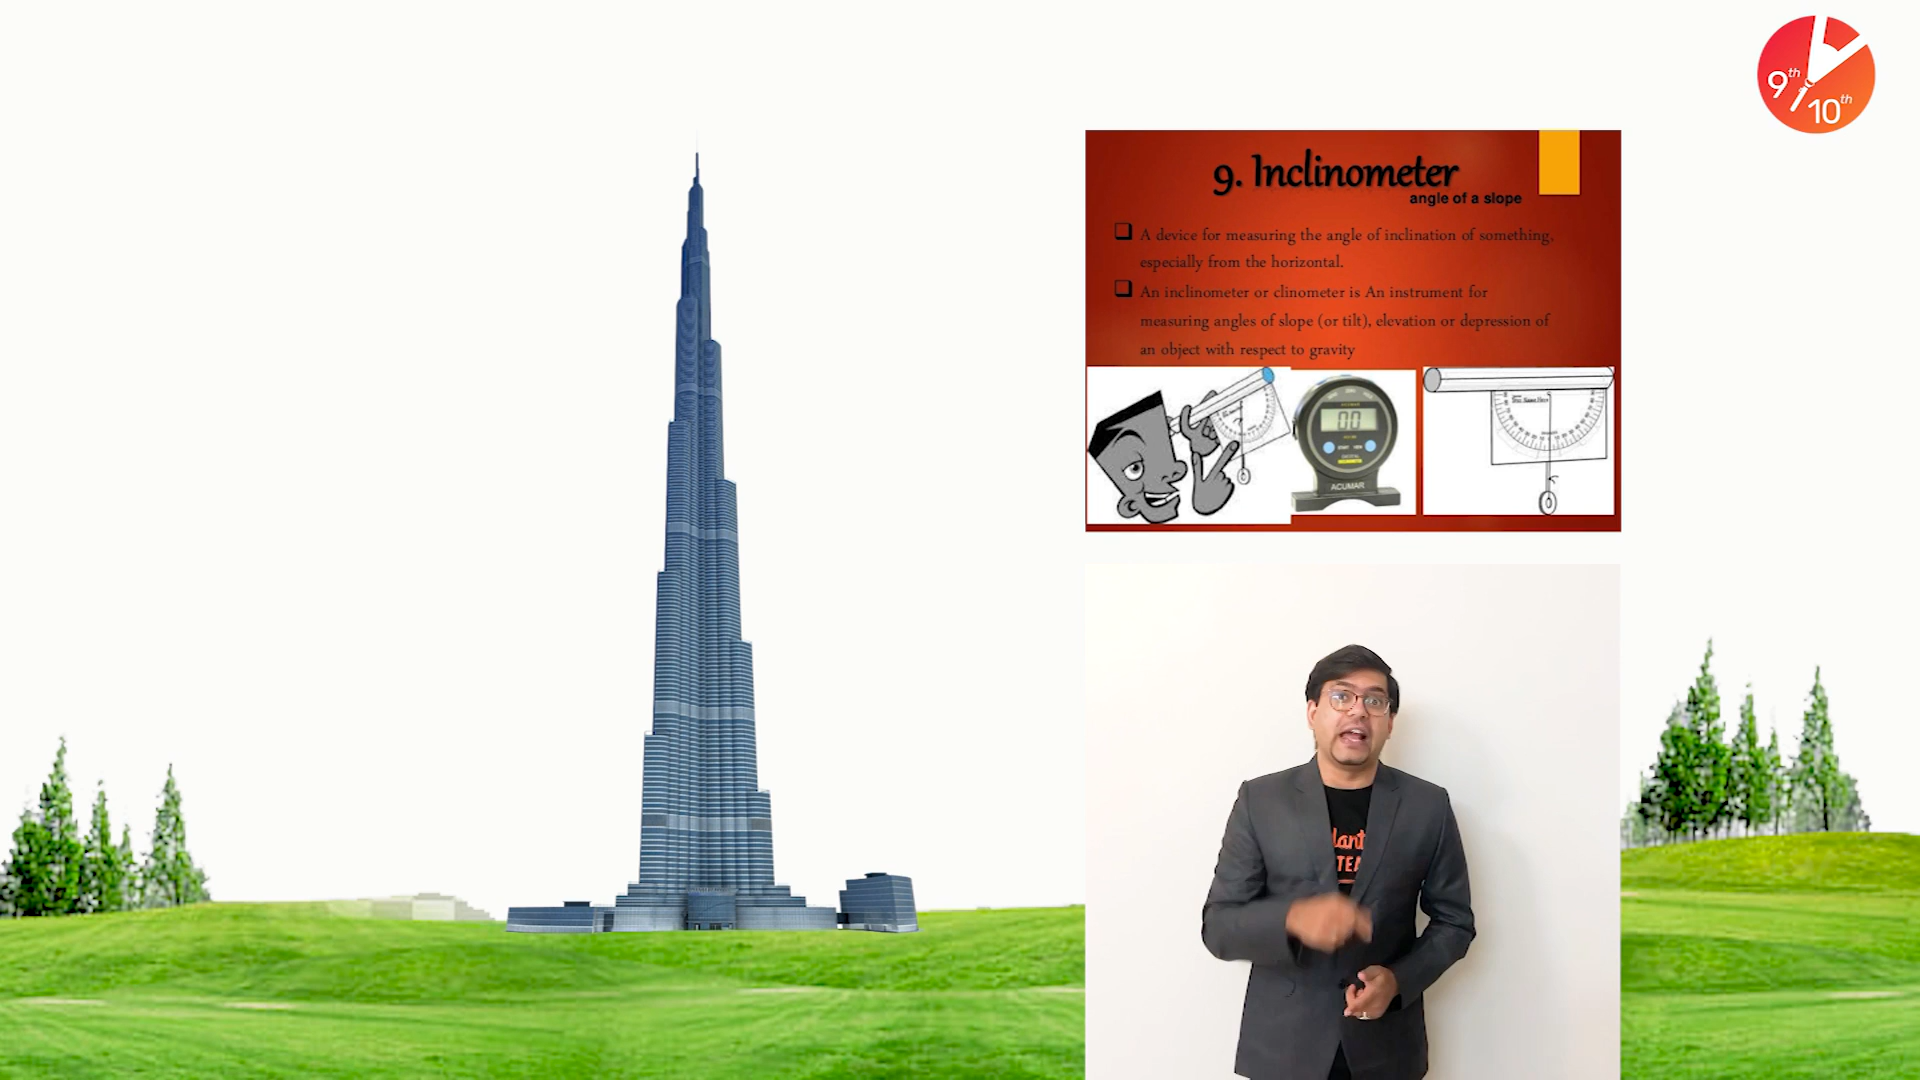 9th
10th
9. Inclinometer
angle of a slope
A device for measuring the angle of inclination of something,
especially from the horizontal.
An inclinometer or clinometer is An instrument for
measuring angles of slope (or tilt), elevation or depression of
an object with respect to gravity
00
ACUMAR